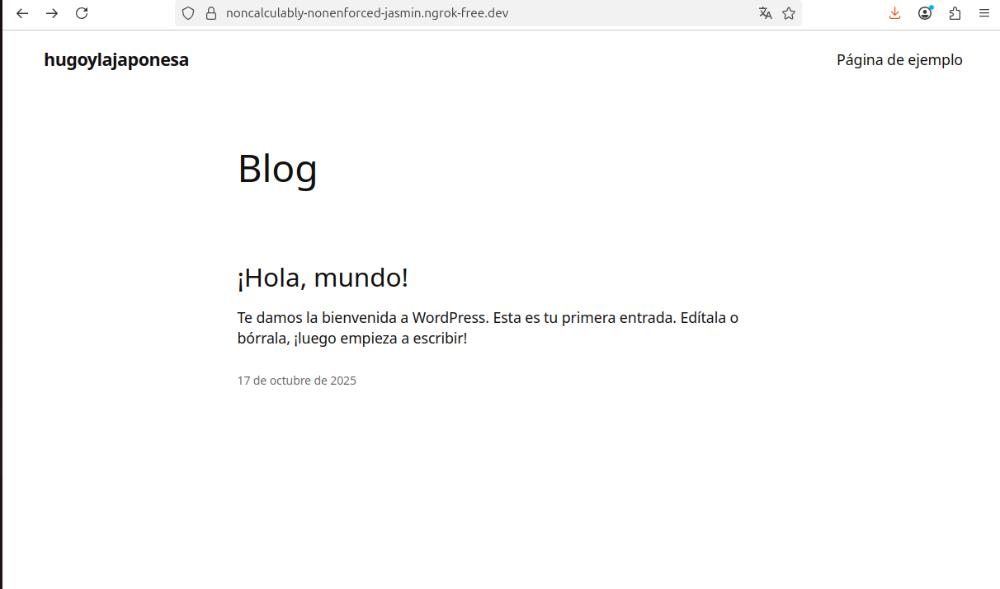 noncalculably-nonenforced-jasmin.ngrok-free.dev
hugoylajaponesa
Página de ejemplo
Blog
¡Hola, mundo!
Te damos la bienvenida a WordPress. Esta es tu primera entrada. Edítala o
bórrala, ¡luego empieza a escribir!
17 de octubre de 2025